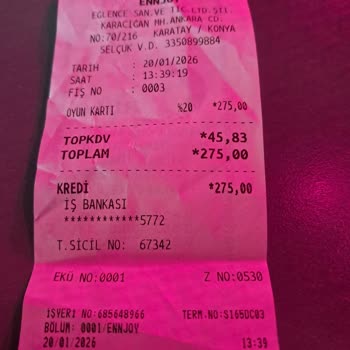 ENNJOY
EGLENCE SAN.VE TIC.LTD.STI.
KARACIGAN MH.ANKARA CD.
NO:70/216 KARATAY / KONYA
SELÇUK V.D. 3350899884
TARIH : 20/01/2026
SAAT : 13:39:19
FIŞ NO : 0003
OYUN KARTI %20 *275,00
TOPKDV *45,83
TOPLAM *275,00
KREDİ *275,00
İŞ BANKASI
************5772
T.SİCİL NO: 67342
EKÜ NO:0001 Z NO:0530
İŞYERİ NO:685648966 TERM.NO:S165DC03
BÖLÜM: 0001/ENNJOY
20/01/2026 13:39